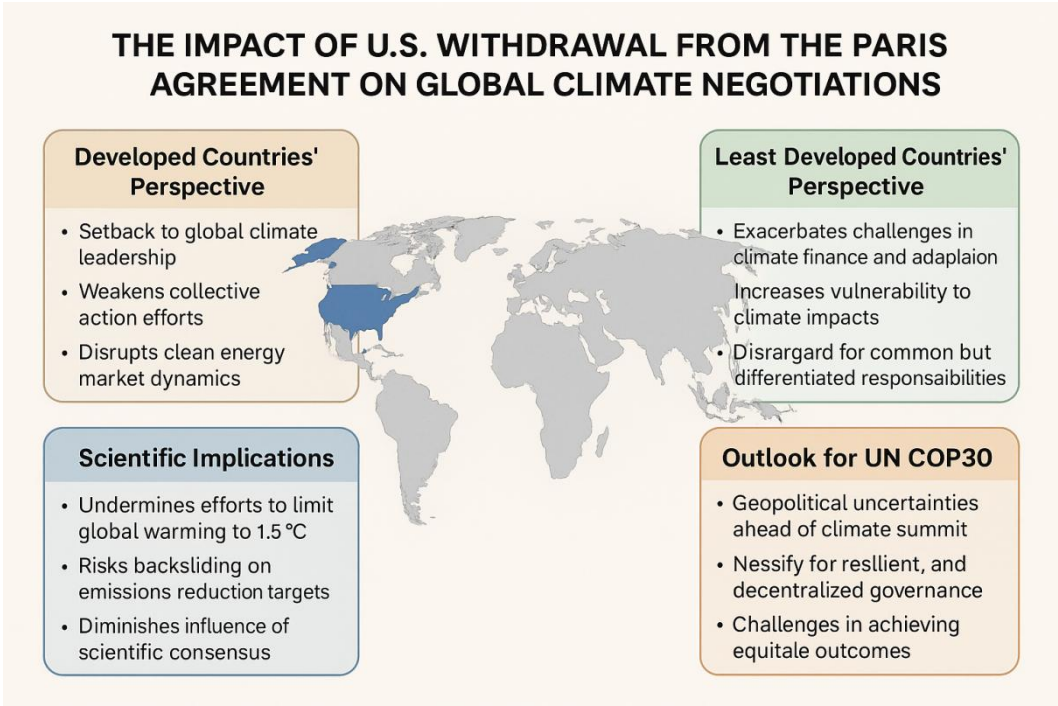 THE IMPACT OF U.S. WITHDRAWAL FROM THE PARIS
AGREEMENT ON GLOBAL CLIMATE NEGOTIATIONS
Developed Countries'
Perspective
• Setback to global climate
leadership
• Weakens collective
action efforts
• Disrupts clean energy
market dynamics
Least Developed Countries'
Perspective
• Exacerbates challenges in
climate finance and adaplaion
Increases vulnerability to
climate impacts
• Disrargard for common but
differentiated responsaibilities
Scientific Implications
• Undermines efforts to limit
global warming to 1.5 °C
• Risks backsliding on
emissions reduction targets
• Diminishes influence of
scientific consensus
Outlook for UN COP30
• Geopolitical uncertainties
ahead of climate summit
• Nessify for resllient, and
decentralized governance
• Challenges in achieving
equitale outcomes